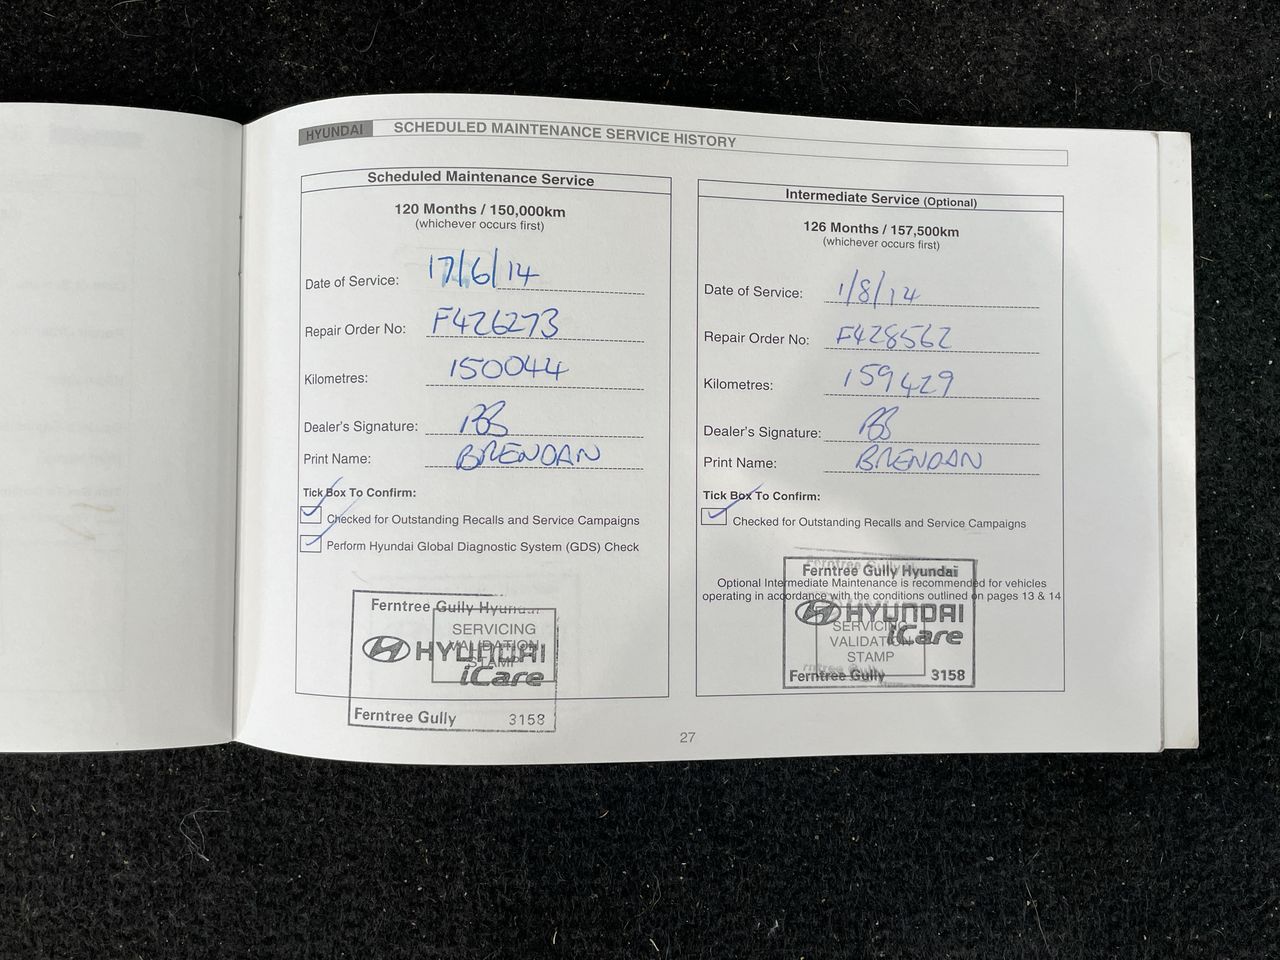 HYUNDAI SCHEDULED MAINTENANCE SERVICE HISTORY
Scheduled Maintenance Service
120 Months / 150,000km
(whichever occurs first)
Date of Service: 17/6/14
Repair Order No: F426273
Kilometres: 150044
Dealer's Signature:
Print Name: BRENDAN
Tick Box To Confirm:
Checked for Outstanding Recalls and Service Campaigns
Perform Hyundai Global Diagnostic System (GDS) Check
Ferntree Gully Hyundai
SERVICING
VALIDATION
STAMP
HYUNDAI
iCare
Ferntree Gully 3158
Intermediate Service (Optional)
126 Months / 157,500km
(whichever occurs first)
Date of Service: 1/8/14
Repair Order No: F428562
Kilometres: 159429
Dealer's Signature:
Print Name: BRENDAN
Tick Box To Confirm:
Checked for Outstanding Recalls and Service Campaigns
Optional Intermediate Maintenance is recommended for vehicles
operating in accordance with the conditions outlined on pages 13 & 14
Ferntree Gully Hyundai
HYUNDAI
iCare
SERVICING
VALIDATION
STAMP
Ferntree Gully 3158
27